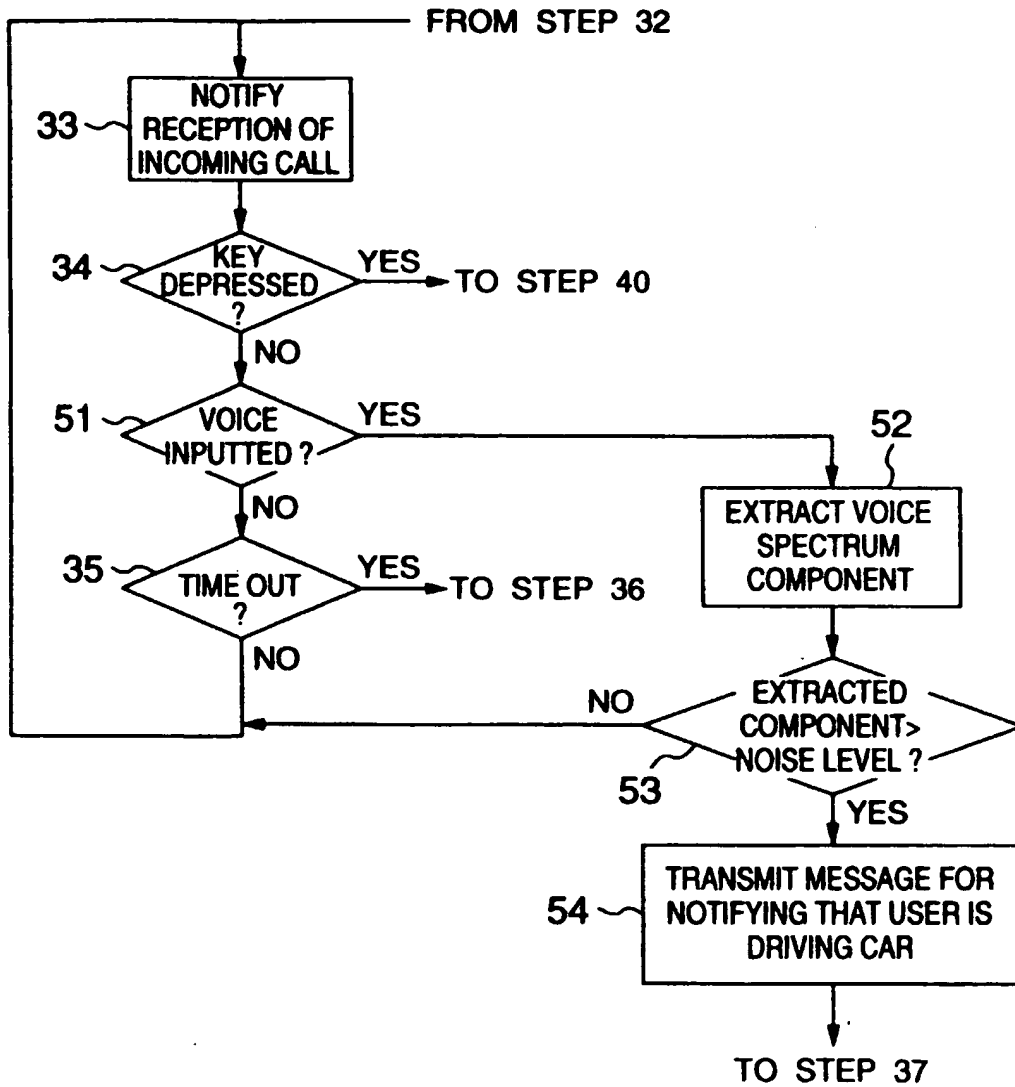 FROM STEP 32
33
NOTIFY
RECEPTION OF
INCOMING CALL
34
KEY
DEPRESSED
?
YES
TO STEP 40
NO
51
VOICE
INPUTTED ?
YES
NO
52
EXTRACT VOICE
SPECTRUM
COMPONENT
35
TIME OUT
?
YES
TO STEP 36
NO
EXTRACTED
COMPONENT>
NOISE LEVEL ?
NO
53
YES
54
TRANSMIT MESSAGE FOR
NOTIFYING THAT USER IS
DRIVING CAR
TO STEP 37